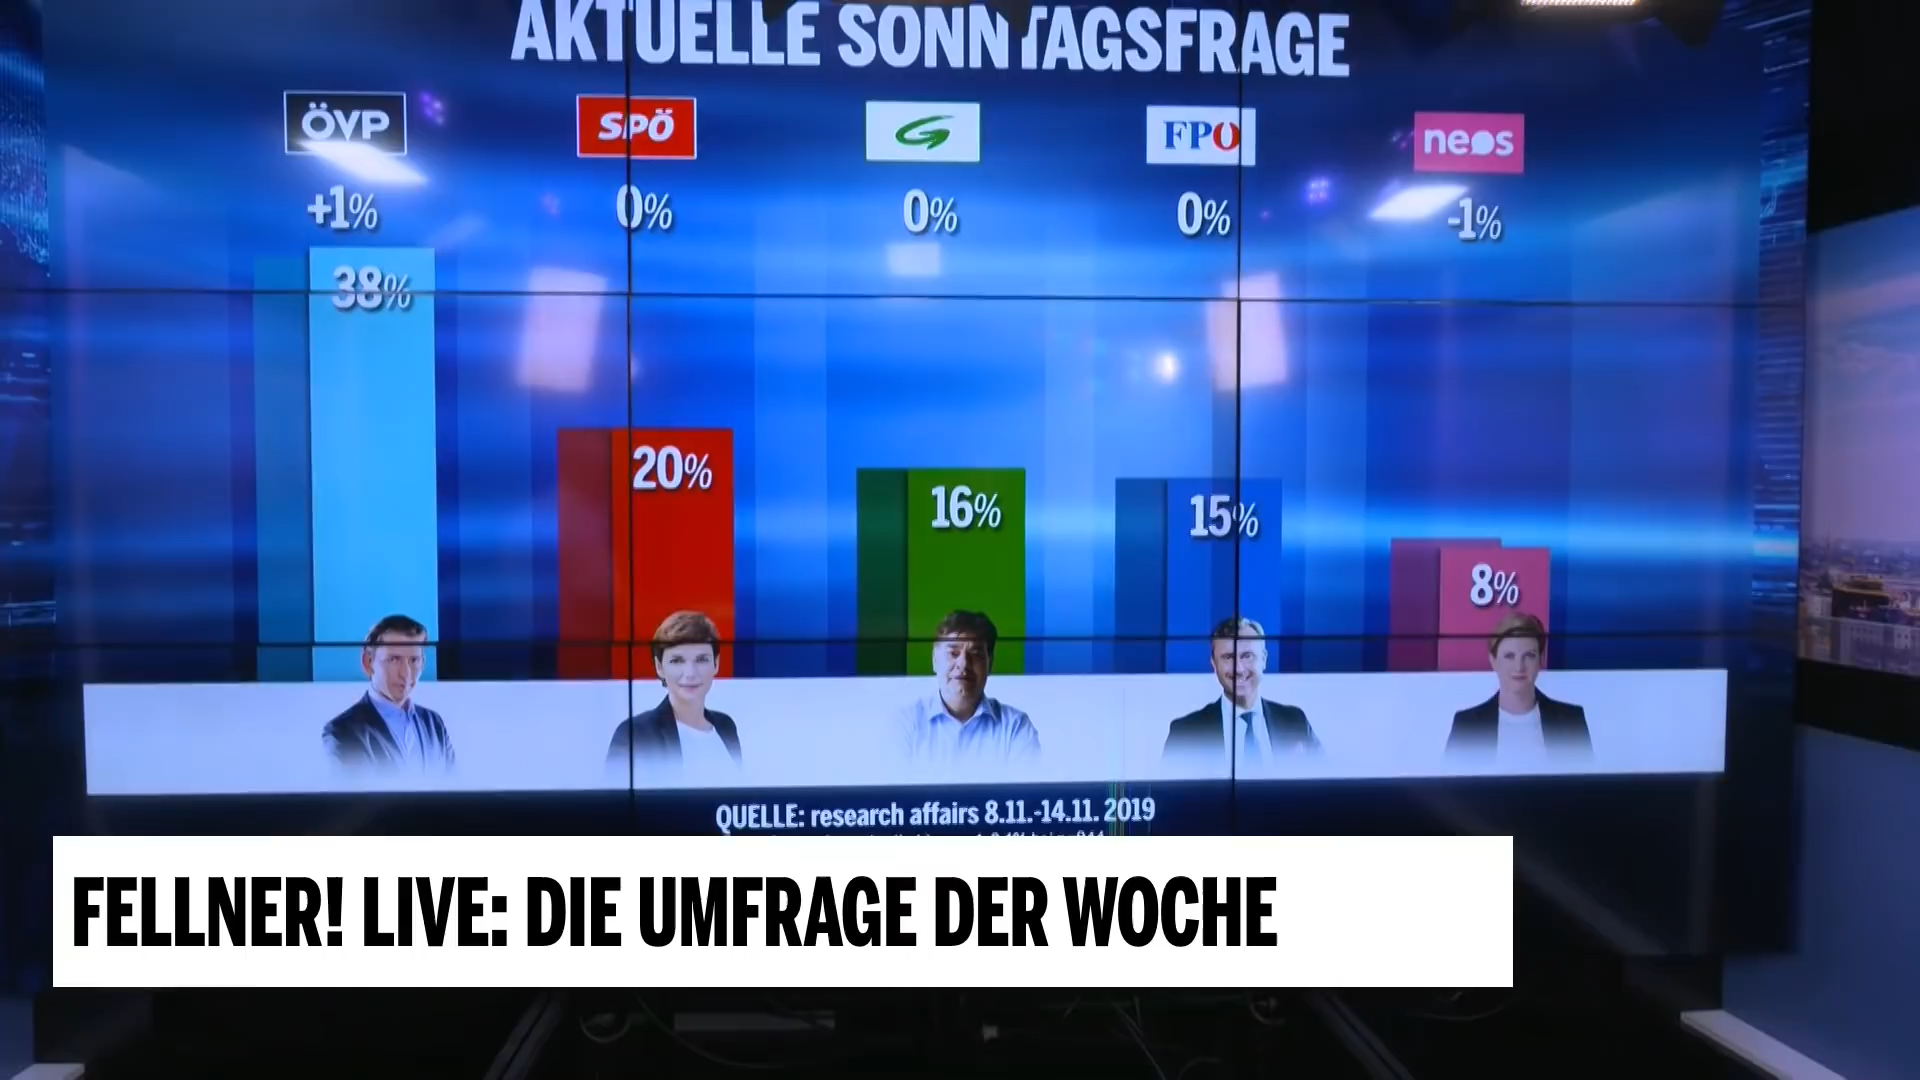 AKTUELLE SONNTAGSFRAGE
ÖVP SPÖ G FPÖ neos
+1% 0% 0% 0% -1%
38% 20% 16% 15% 8%
QUELLE: research affairs 8.11.-14.11. 2019
FELLNER! LIVE: DIE UMFRAGE DER WOCHE